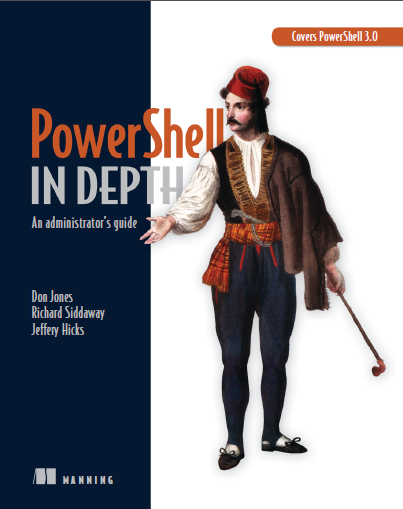 Covers PowerShell 3.0
PowerShell
IN DEPTH
An administrator's guide
Don Jones
Richard Siddaway
Jeffery Hicks
MANNING